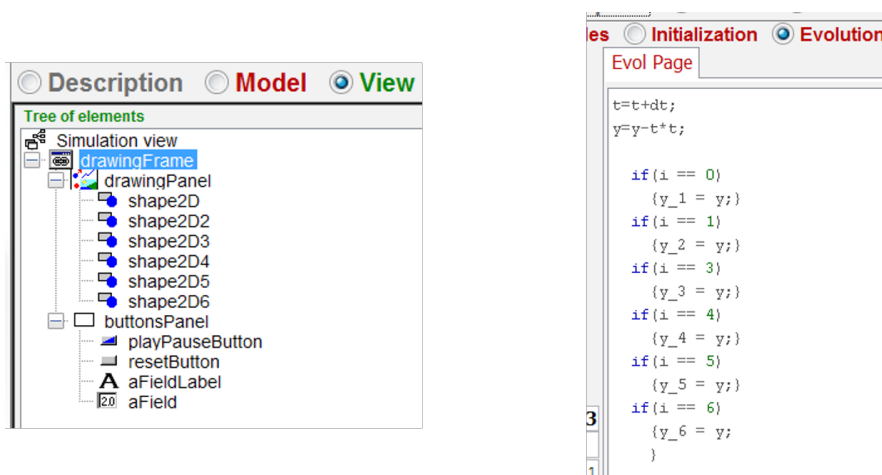 Description Model View
Tree of elements
Simulation view
drawingFrame
drawingPanel
shape2D
shape2D2
shape2D3
shape2D4
shape2D5
shape2D6
buttonsPanel
playPauseButton
resetButton
A aFieldLabel
2.0 aField
les Initialization Evolution
Evol Page
t=t+dt;
y=y-t*t;
if(i == 0)
{y_1 = y;}
if(i == 1)
{y_2 = y;}
if(i == 3)
{y_3 = y;}
if(i == 4)
{y_4 = y;}
if(i == 5)
{y_5 = y;}
if(i == 6)
3
{y_6 = y;
}
1